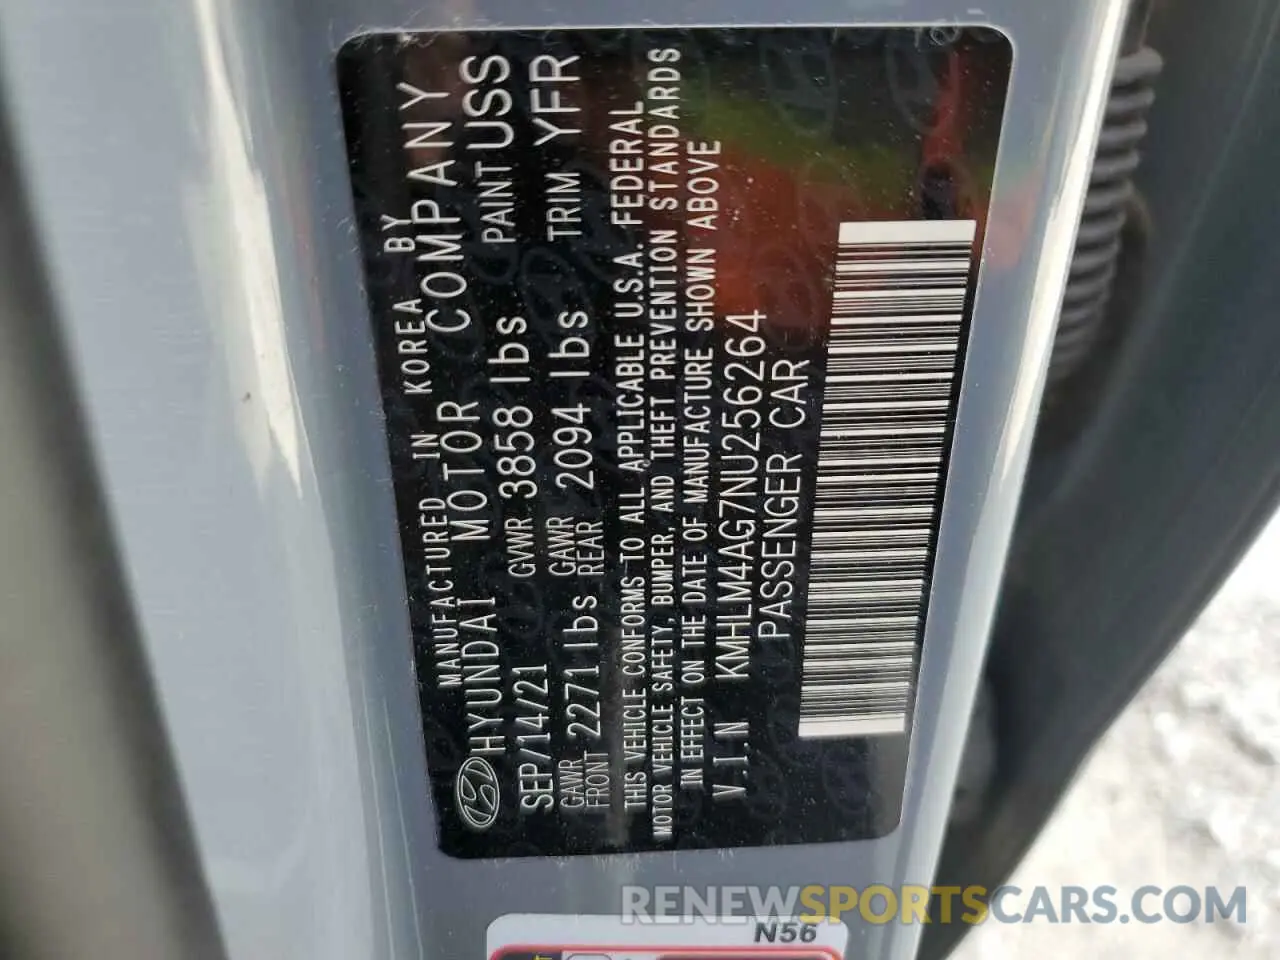 MANUFACTURED IN KOREA BY
HYUNDAI MOTOR COMPANY
SEP/14/21 GVWR 3858 lbs PAINT USS
GAWR FRONT 2271 lbs GAWR REAR 2094 lbs TRIM YFR
THIS VEHICLE CONFORMS TO ALL APPLICABLE U.S.A. FEDERAL
MOTOR VEHICLE SAFETY, BUMPER, AND THEFT PREVENTION STANDARDS
IN EFFECT ON THE DATE OF MANUFACTURE SHOWN ABOVE
V.I.N KMHLM4AG7NU256264
PASSENGER CAR
N56
RENEWSPORTSCARS.COM